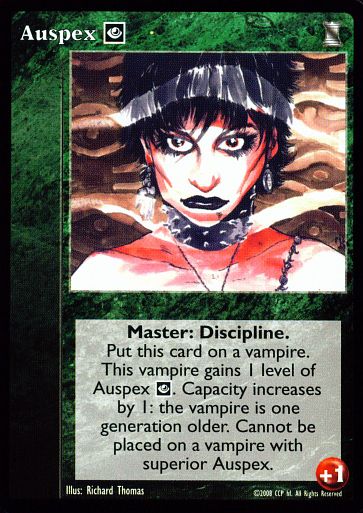 Auspex
Master: Discipline.
Put this card on a vampire.
This vampire gains 1 level of
Auspex . Capacity increases
by 1: the vampire is one
generation older. Cannot be
placed on a vampire with
superior Auspex.
+1
Illus: Richard Thomas
©2008 CCP hf. All Rights Reserved